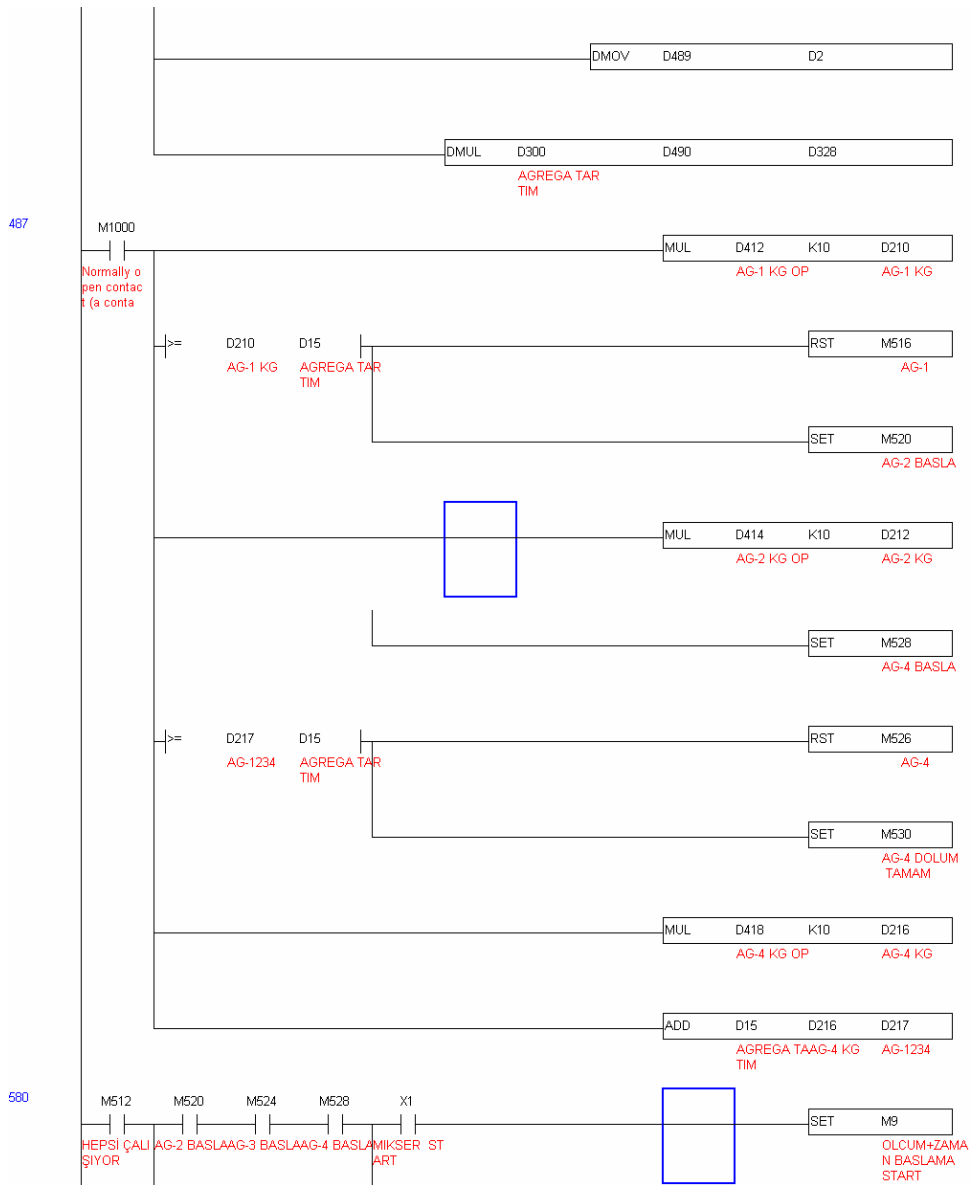 DMOV D489 D2
DMUL D300 D490 D328
AGREGA TAR
TIM
487
M1000
MUL D412 K10 D210
AG-1 KG OP AG-1 KG
Normally o
pen contac
t (a conta
>= D210 D15
RST M516
AG-1 KG AGREGA TAR
TIM
AG-1
SET M520
AG-2 BASLA
MUL D414 K10 D212
AG-2 KG OP AG-2 KG
SET M528
AG-4 BASLA
>= D217 D15
RST M526
AG-1234 AGREGA TAR
TIM
AG-4
SET M530
AG-4 DOLUM
TAMAM
MUL D418 K10 D216
AG-4 KG OP AG-4 KG
ADD D15 D216 D217
AGREGA TAAG-4 KG AG-1234
TIM
580
M512 M520 M524 M528 X1
SET M9
HEPSİ ÇALI AG-2 BASLAAG-3 BASLAAG-4 BASLAMIKSER ST
ŞIYOR ART
OLCUM+ZAMA
N BASLAMA
START